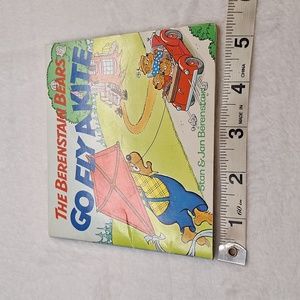 THE BERENSTAIN BEARS
GO FLY A KITE
Stan & Jan Berenstain
1 2 3 4 5
MADE IN
CHINA